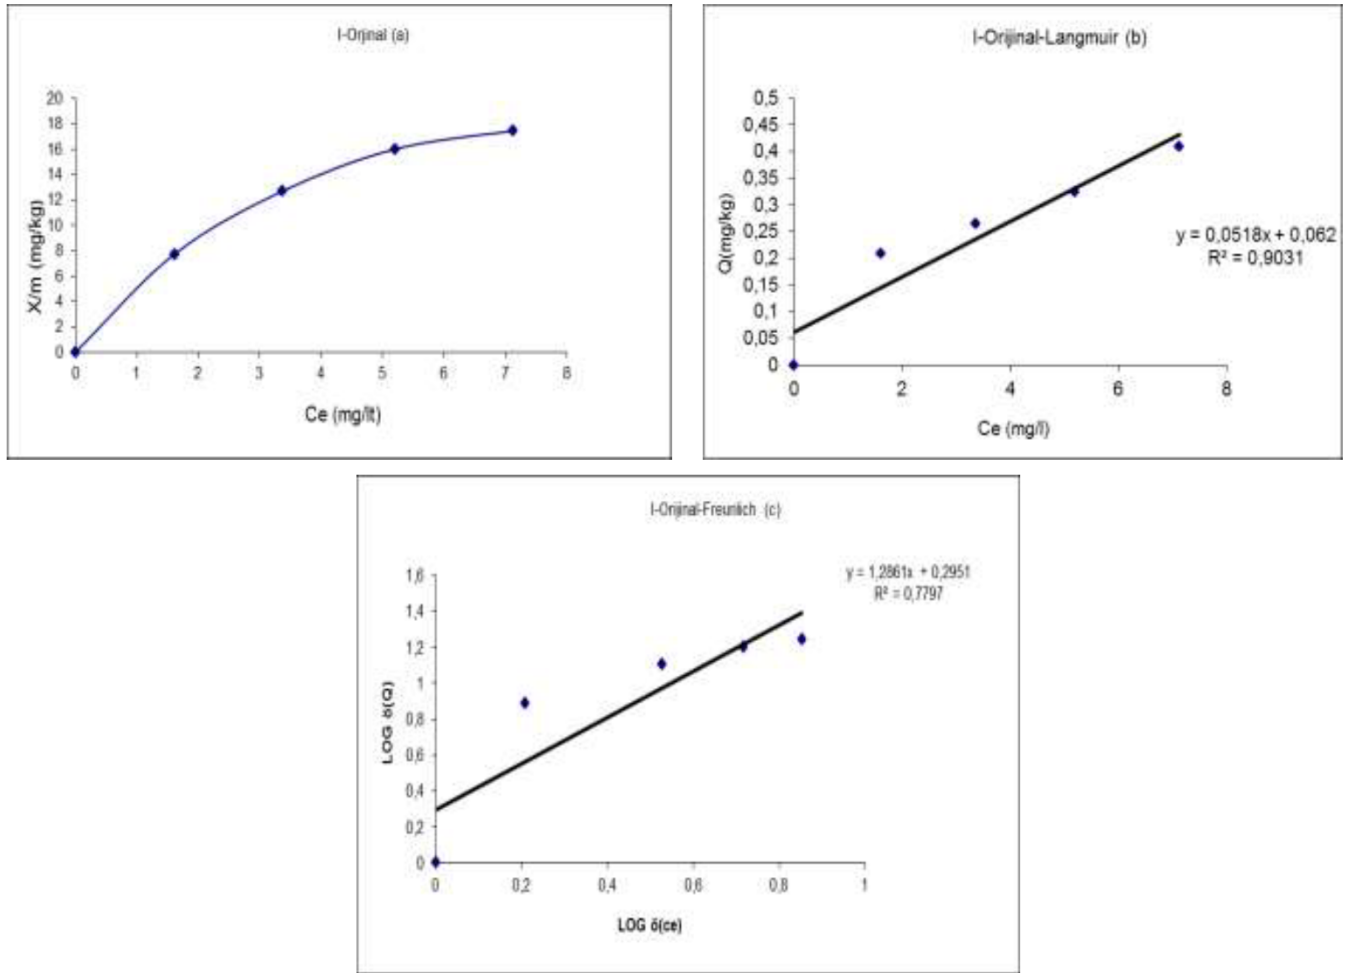 I-Orjinal (a)
X/m (mg/kg)
20
18
16
14
12
10
8
6
4
2
0
0 1 2 3 4 5 6 7 8
Ce (mg/lt)
I-Orijinal-Langmuir (b)
Q(mg/kg)
0,5
0,45
0,4
0,35
0,3
0,25
0,2
0,15
0,1
0,05
0
y = 0,0518x + 0,062
R² = 0,9031
0 2 4 6 8
Ce (mg/l)
I-Orijinal-Freunlich (c)
y = 1,2861x + 0,2951
R² = 0,7797
LOG δ(Q)
1,6
1,4
1,2
1
0,8
0,6
0,4
0,2
0
0 0,2 0,4 0,6 0,8 1
LOG δ(ce)